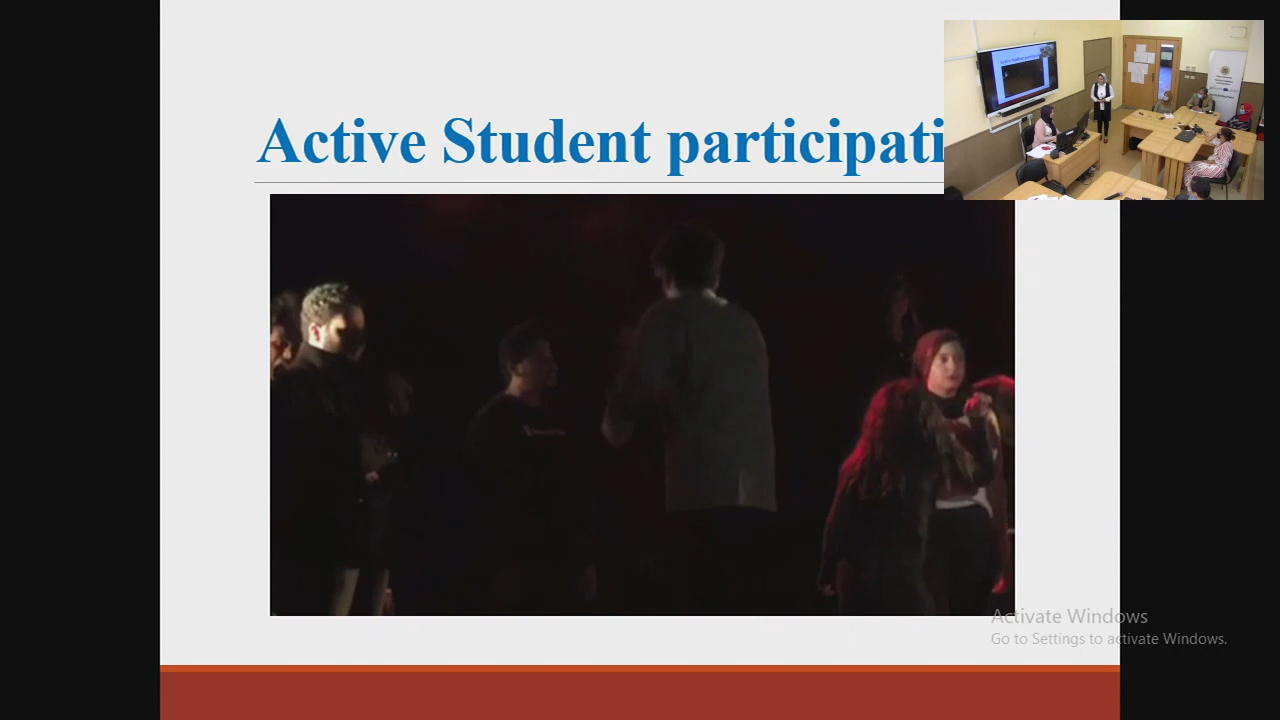 Active Student participati
Activate Windows
Go to Settings to activate Windows.